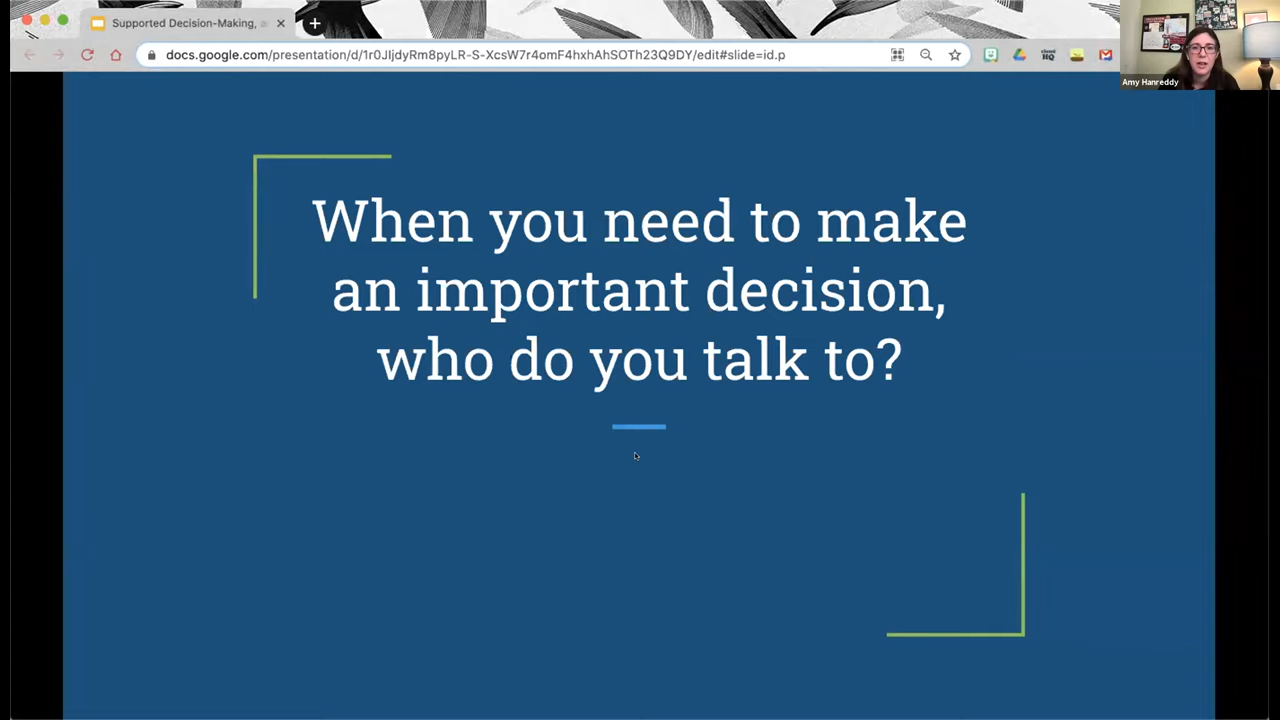 Supported Decision-Making, a
docs.google.com/presentation/d/1r0JIjdyRm8pyLR-S-XcsW7r4omF4hxhAhSOTh23Q9DY/edit#slide=id.p
Amy Hanreddy
When you need to make
an important decision,
who do you talk to?